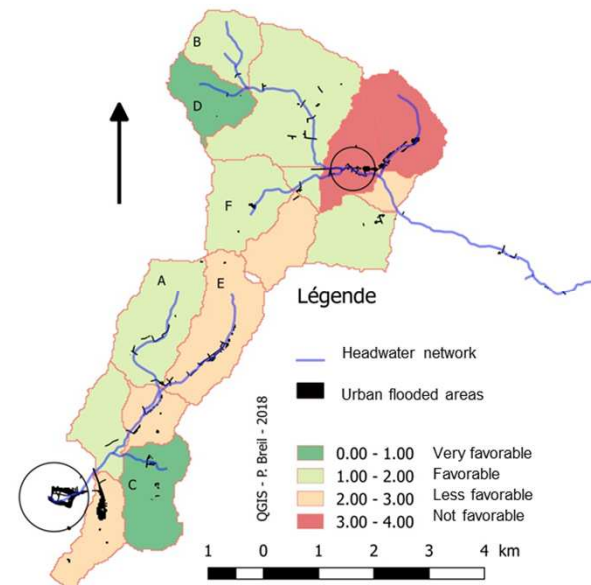 B
D
F
A
E
C
Légende
Headwater network
Urban flooded areas
QGIS - P. Breil - 2018
0.00 - 1.00 Very favorable
1.00 - 2.00 Favorable
2.00 - 3.00 Less favorable
3.00 - 4.00 Not favorable
1 0 1 2 3 4 km